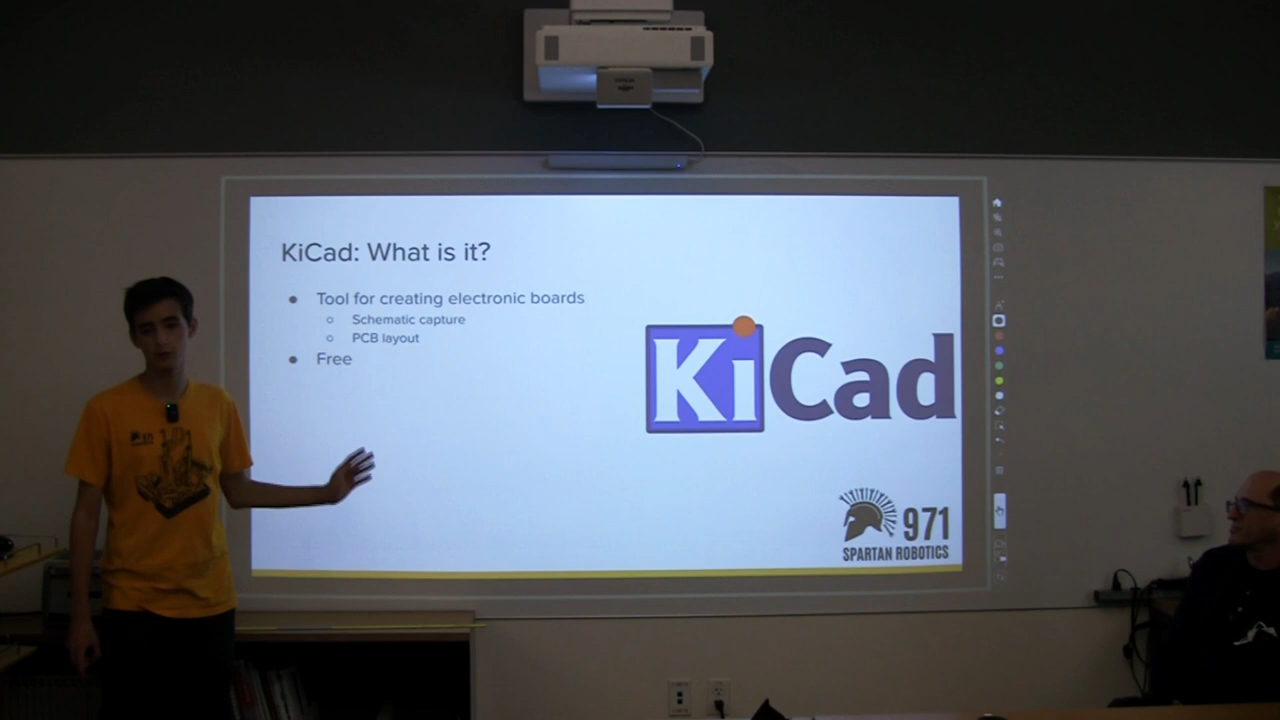 KiCad: What is it?
● Tool for creating electronic boards
○ Schematic capture
○ PCB layout
● Free
KiCad
971
SPARTAN ROBOTICS